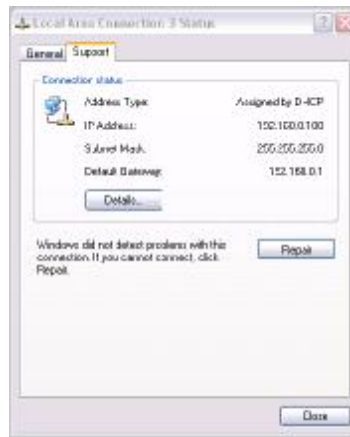 Local Area Connection 3 Status
General Support
Connection status
Address Type: Assigned by DHCP
IP Address: 192.168.0.100
Subnet Mask: 255.255.255.0
Default Gateway: 192.168.0.1
Details...
Windows did not detect problems with this
connection. If you cannot connect, click
Repair.
Repair
Close